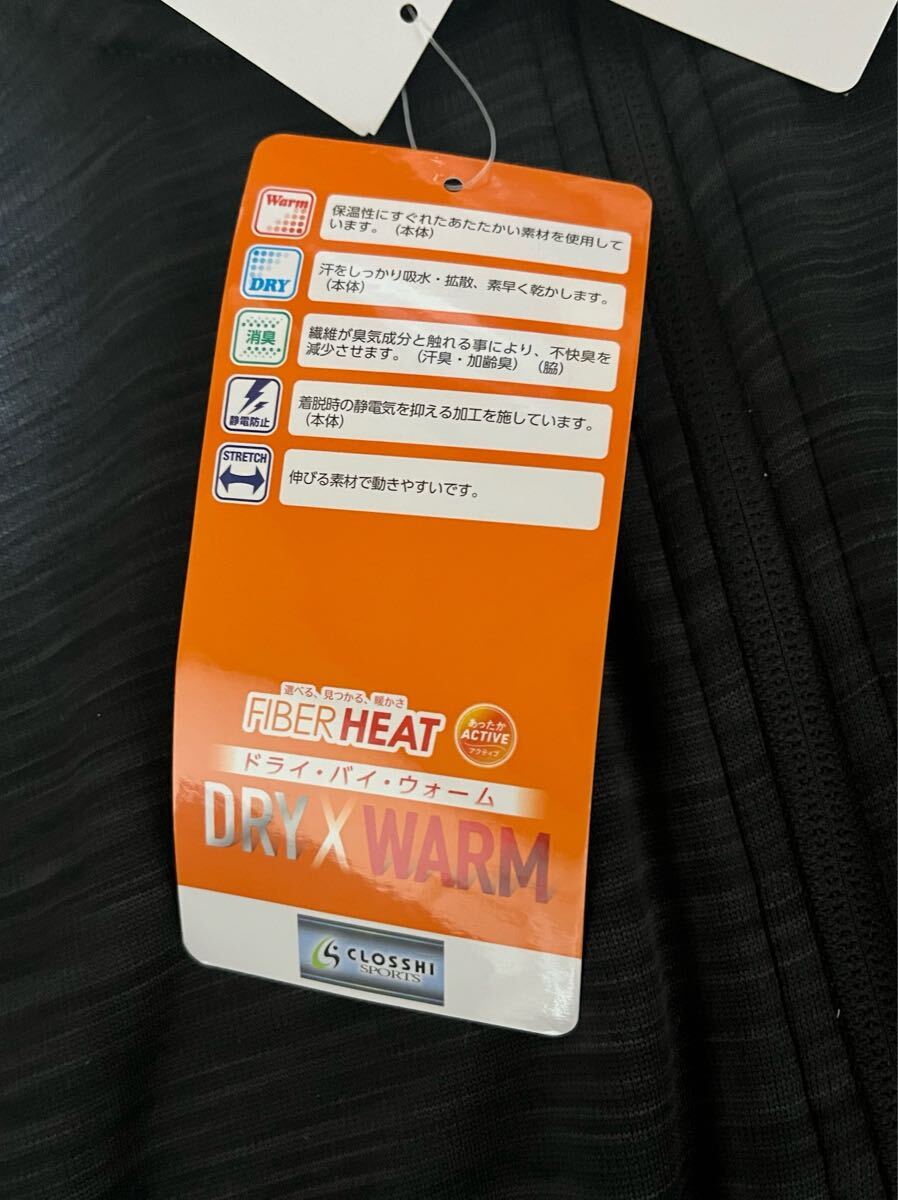 Warm
保温性にすぐれたあたたかい素材を使用して
います。（本体）
DRY
汗をしっかり吸水・拡散、素早く乾かします。
（本体）
消臭
繊維が臭気成分と触れる事により、不快臭を
減少させます。（汗臭・加齢臭）（脇）
静電防止
着脱時の静電気を抑える加工を施しています。
（本体）
STRETCH
伸びる素材で動きやすいです。
選べる、見つかる、暖かさ
FIBER HEAT
あったか
ACTIVE
アクティブ
ドライ・バイ・ウォーム
DRY X WARM
CLOSSHI
SPORTS